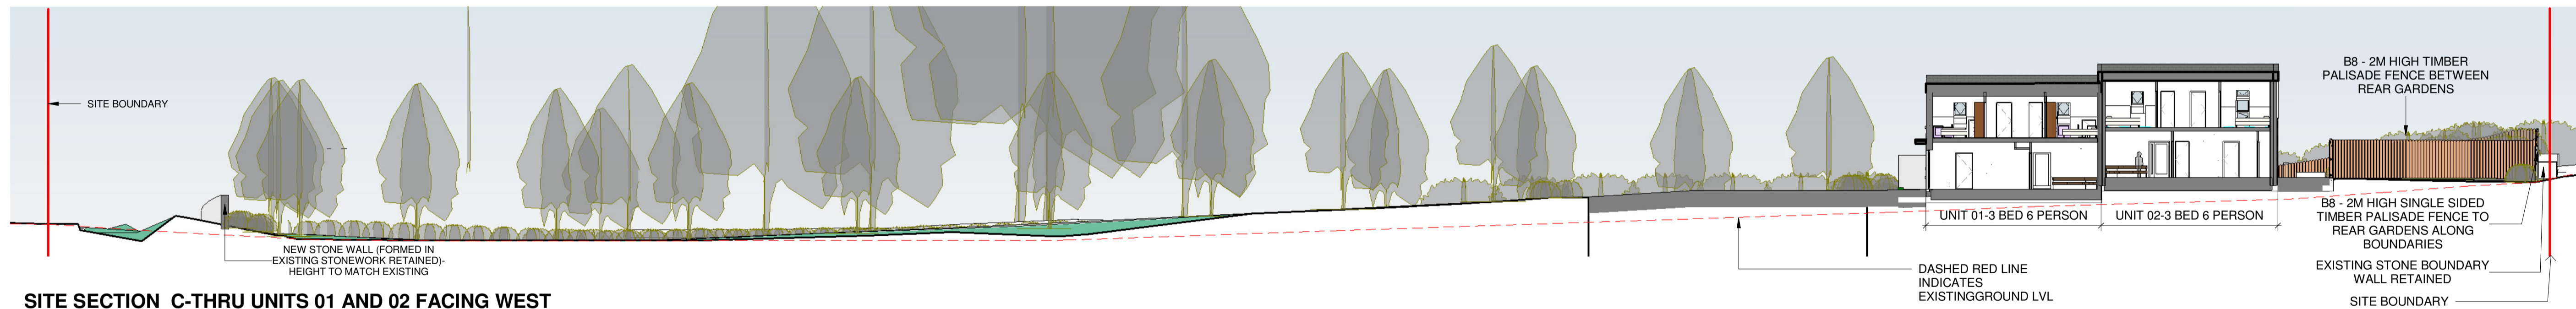 SITE BOUNDARY
NEW STONE WALL (FORMED IN
EXISTING STONEWORK RETAINED)-
HEIGHT TO MATCH EXISTING
SITE SECTION  C-THRU UNITS 01 AND 02 FACING WEST
DASHED RED LINE
INDICATES
EXISTINGGROUND LVL
UNIT 01-3 BED 6 PERSON
UNIT 02-3 BED 6 PERSON
B8 - 2M HIGH TIMBER
PALISADE FENCE BETWEEN
REAR GARDENS
B8 - 2M HIGH SINGLE SIDED
TIMBER PALISADE FENCE TO
REAR GARDENS ALONG
BOUNDARIES
EXISTING STONE BOUNDARY
WALL RETAINED
SITE BOUNDARY